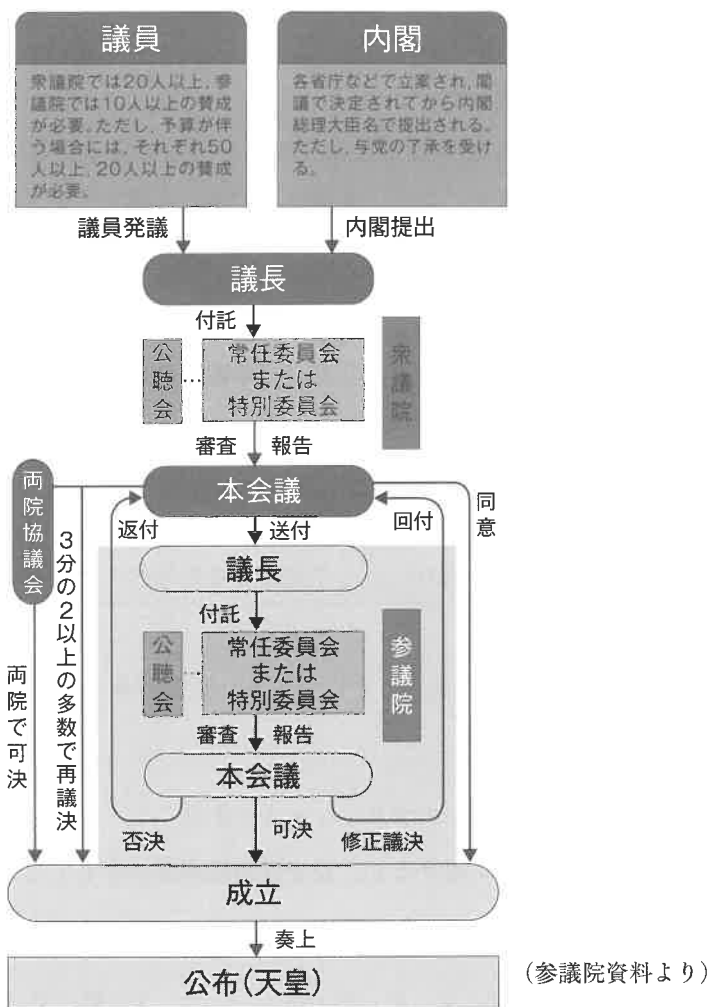 議員
衆議院では20人以上，参
議院では10人以上の賛成
が必要。ただし，予算が伴
う場合には，それぞれ50
人以上，20人以上の賛成
が必要。
内閣
各省庁などで立案され，閣
議で決定されてから内閣
総理大臣名で提出される。
ただし，与党の了承を受け
る。
議員発議
内閣提出
議長
付託
公聴会
常任委員会
または
特別委員会
衆議院
審査
報告
両院協議会
本会議
返付
送付
回付
同意
3分の2以上の多数で再議決
両院で可決
議長
付託
公聴会
常任委員会
または
特別委員会
参議院
審査
報告
本会議
否決
可決
修正議決
成立
奏上
公布(天皇)
(参議院資料より)